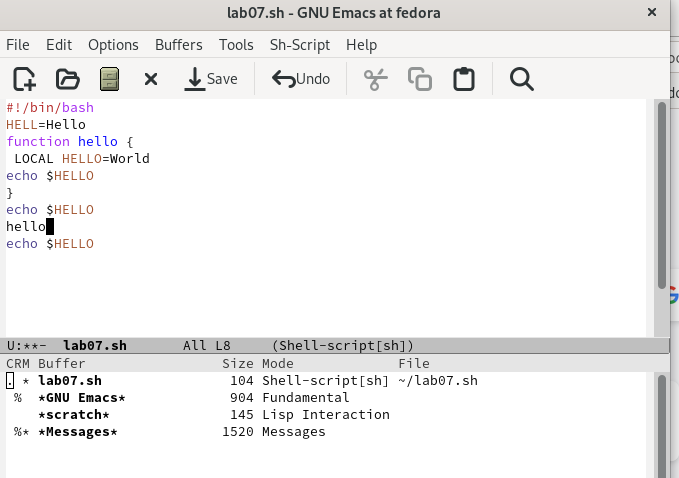 lab07.sh - GNU Emacs at fedora
×
File Edit Options Buffers Tools Sh-Script Help
Save Undo
#!/bin/bash
HELL=Hello
function hello {
 LOCAL HELLO=World
echo $HELLO
}
echo $HELLO
hello
echo $HELLO
U:**- lab07.sh All L8 (Shell-script[sh])
CRM Buffer Size Mode File
. * lab07.sh 104 Shell-script[sh] ~/lab07.sh
 % *GNU Emacs* 904 Fundamental
 *scratch* 145 Lisp Interaction
 %* *Messages* 1520 Messages